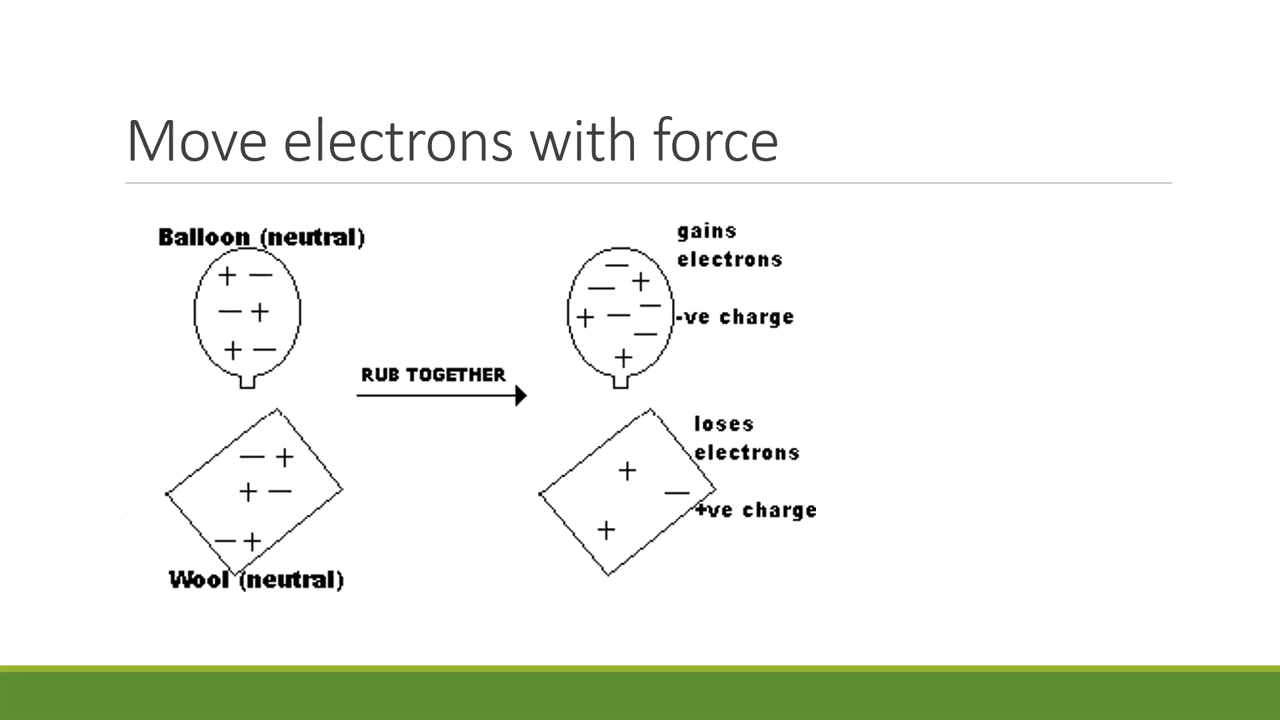 Move electrons with force
Balloon (neutral)
+ −
− +
+ −
RUB TOGETHER
− +
+ −
− +
Wool (neutral)
gains
electrons
-ve charge
−
− +
−
+ −
−
+
loses
electrons
+ve charge
+
−
+